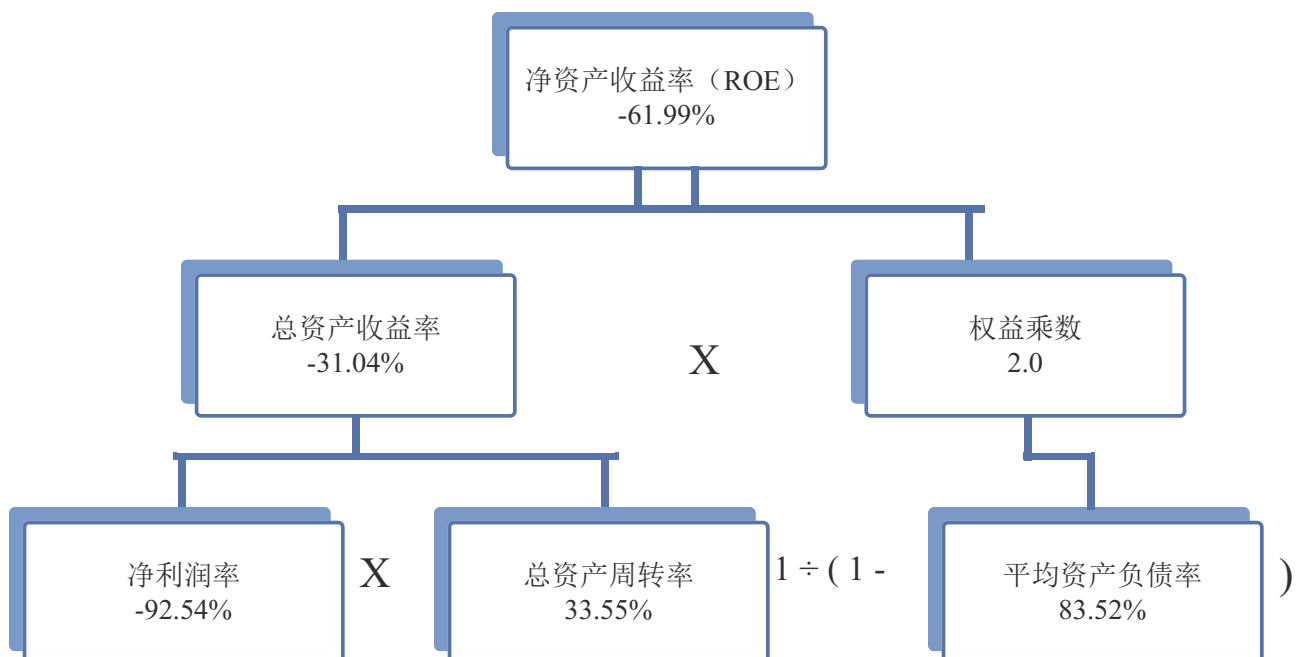 净资产收益率（ROE）
-61.99%
总资产收益率
-31.04%
X
权益乘数
2.0
净利润率
-92.54%
X
总资产周转率
33.55%
1 ÷ ( 1 -
平均资产负债率
83.52%
)